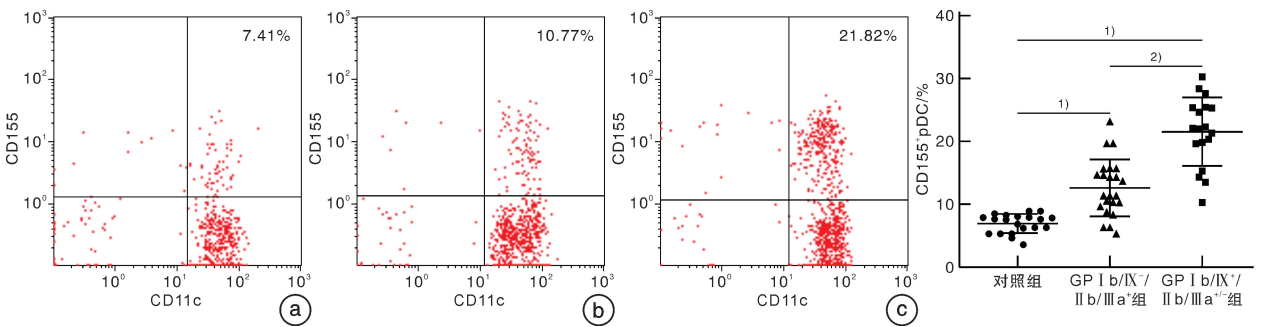 10³
10²
10¹
10⁰
CD155
7.41%
10⁰
10¹
10²
10³
CD11c
a
10³
10²
10¹
10⁰
CD155
10.77%
10⁰
10¹
10²
10³
CD11c
b
10³
10²
10¹
10⁰
CD155
21.82%
10⁰
10¹
10²
10³
CD11c
c
40
30
20
10
0
CD155⁺pDC/%
1)
2)
1)
对照组
GPⅠb/Ⅸ⁻/
Ⅱb/Ⅲa⁺组
GPⅠb/Ⅸ⁺/
Ⅱb/Ⅲa⁺/⁻组